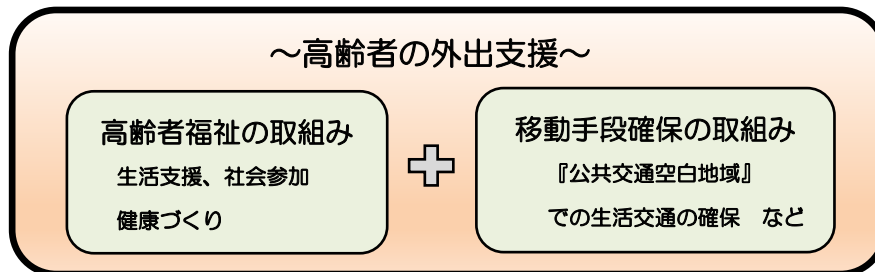 ～高齢者の外出支援～
高齢者福祉の取組み
生活支援、社会参加
健康づくり
移動手段確保の取組み
『公共交通空白地域』
での生活交通の確保　など